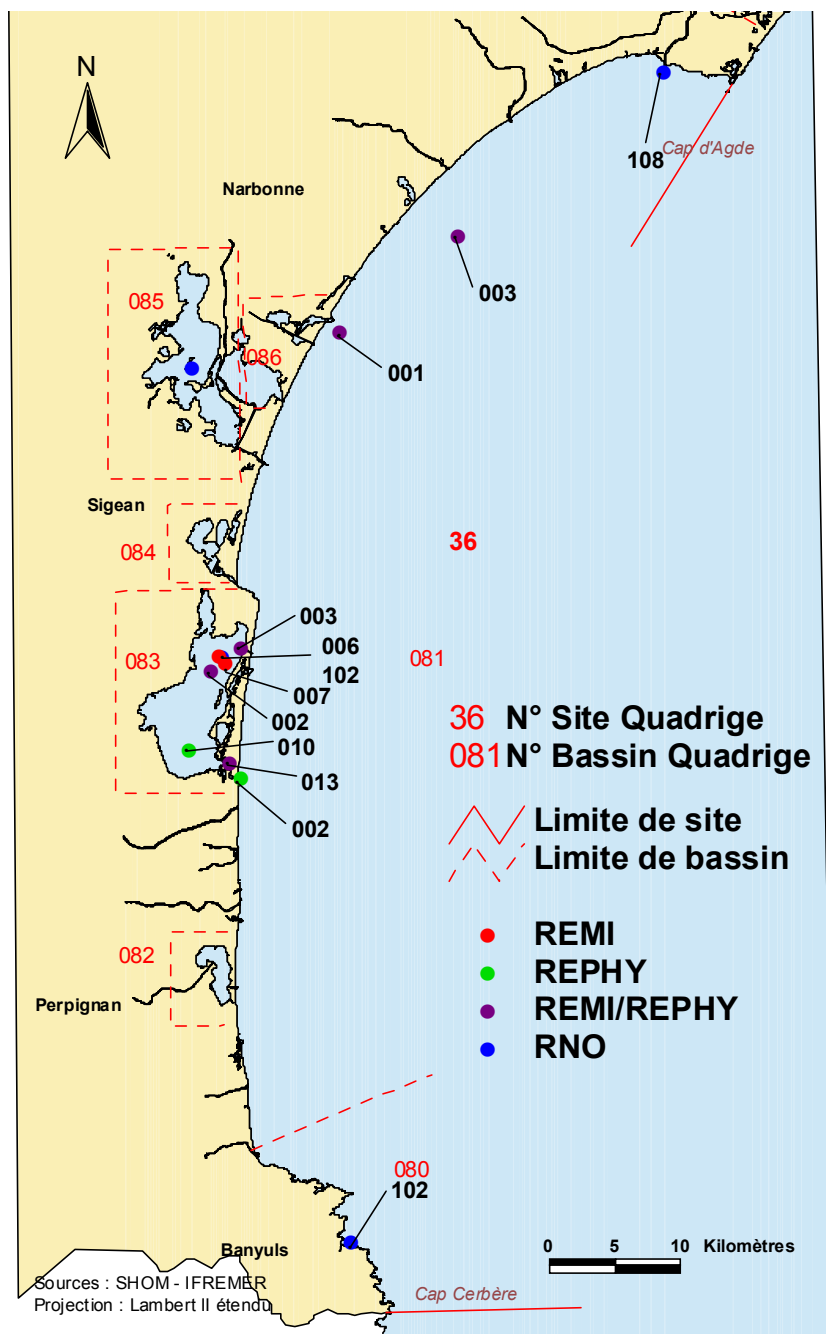 N
108
Cap d'Agde
Narbonne
003
085
086
001
Sigean
084
36
003
006
083
081
102
007
002
36 N° Site Quadrige
010
081 N° Bassin Quadrige
013
002
Limite de site
Limite de bassin
REMI
082
REPHY
Perpignan
REMI/REPHY
RNO
080
102
Banyuls
0 5 10 Kilomètres
Sources : SHOM - IFREMER
Cap Cerbère
Projection : Lambert II étendu